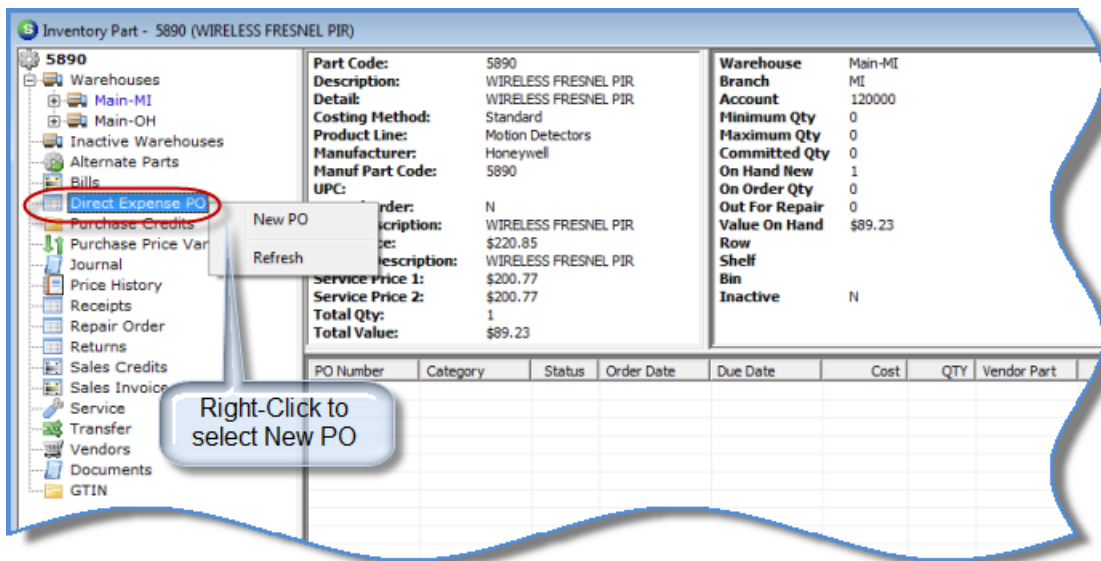 Inventory Part - 5890 (WIRELESS FRESNEL PIR)
5890
Warehouses
Main-MI
Main-OH
Inactive Warehouses
Alternate Parts
Bills
Direct Expense PO
Purchase Credits
Purchase Price Var
Journal
Price History
Receipts
Repair Order
Returns
Sales Credits
Sales Invoice
Service
Transfer
Vendors
Documents
GTIN
New PO
Refresh
Right-Click to
select New PO
Part Code: 5890
Description: WIRELESS FRESNEL PIR
Detail: WIRELESS FRESNEL PIR
Costing Method: Standard
Product Line: Motion Detectors
Manufacturer: Honeywell
Manuf Part Code: 5890
UPC:
rder: N
cription: WIRELESS FRESNEL PIR
e: $220.85
escription: WIRELESS FRESNEL PIR
Service Price 1: $200.77
Service Price 2: $200.77
Total Qty: 1
Total Value: $89.23
Warehouse Main-MI
Branch MI
Account 120000
Minimum Qty 0
Maximum Qty 0
Committed Qty 0
On Hand New 1
On Order Qty 0
Out For Repair 0
Value On Hand $89.23
Row
Shelf
Bin
Inactive N
PO Number Category Status Order Date Due Date Cost QTY Vendor Part